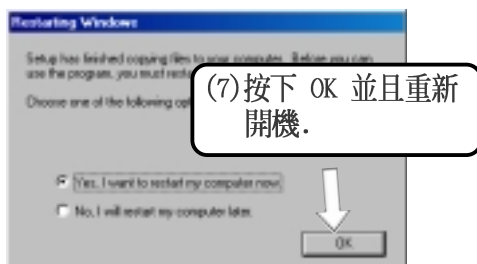 Restarting Windows
Setup has finished copying files to your computer. Before you can
use the program, you must
Choose one of the following
(7)按下 OK 並且重新
開機.
Yes, I want to restart my computer now.
No, I will restart my computer later.
OK